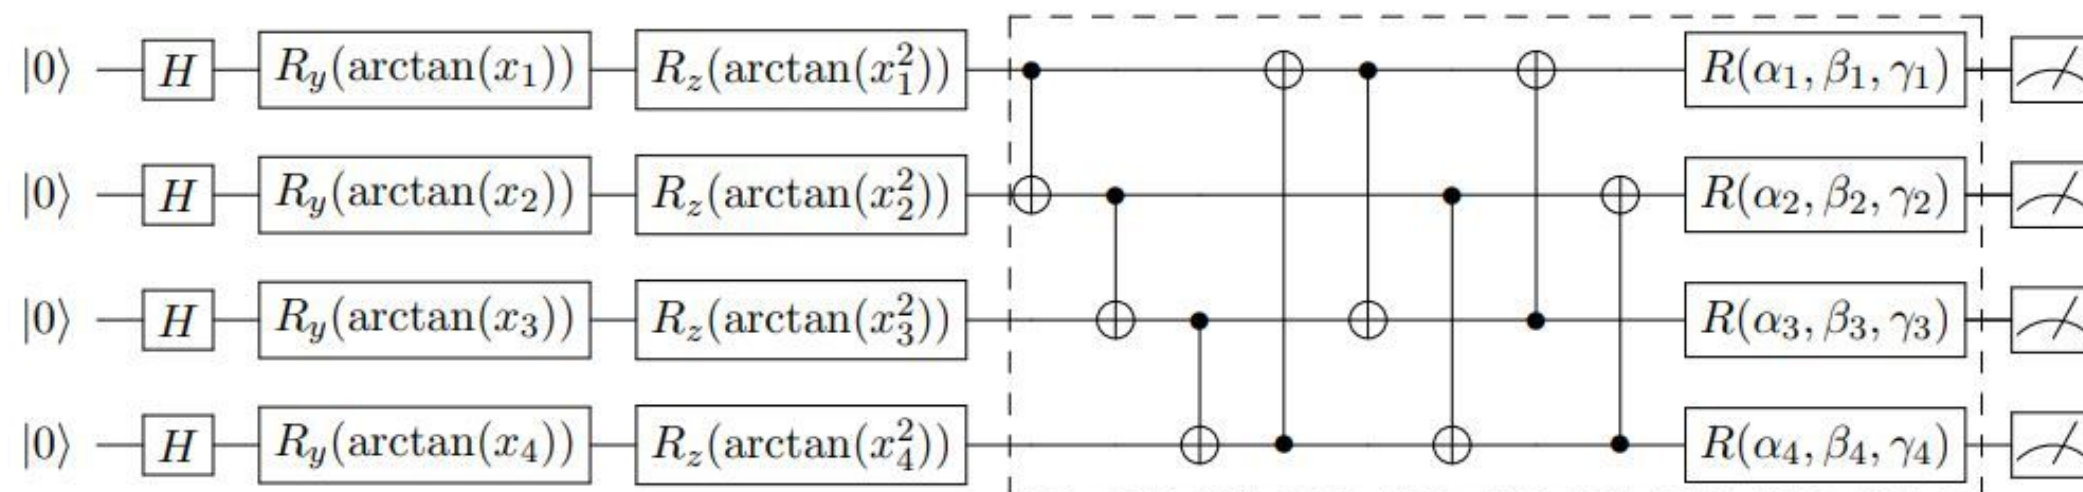 |0⟩ H R_y(arctan(x_1)) R_z(arctan(x_1^2)) R(α_1, β_1, γ_1)
|0⟩ H R_y(arctan(x_2)) R_z(arctan(x_2^2)) R(α_2, β_2, γ_2)
|0⟩ H R_y(arctan(x_3)) R_z(arctan(x_3^2)) R(α_3, β_3, γ_3)
|0⟩ H R_y(arctan(x_4)) R_z(arctan(x_4^2)) R(α_4, β_4, γ_4)